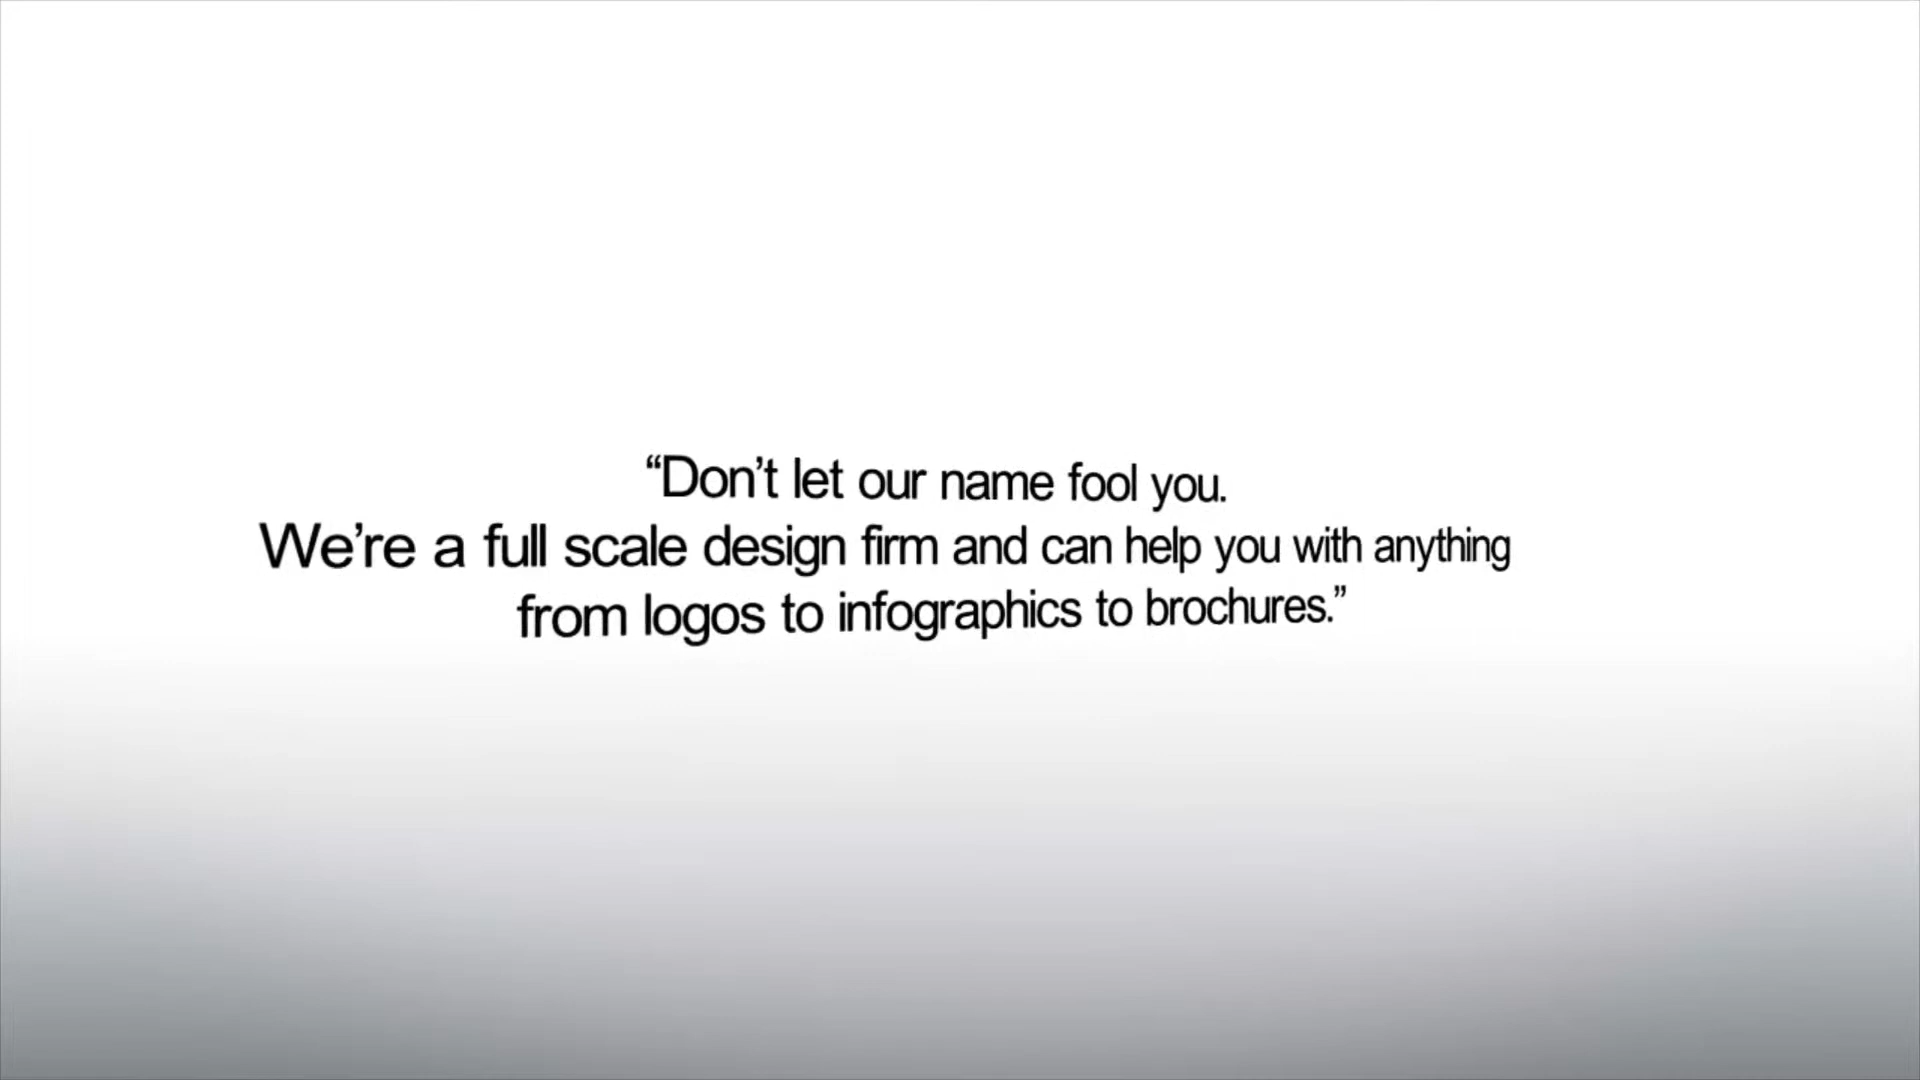 “Don’t let our name fool you.
We’re a full scale design firm and can help you with anything
from logos to infographics to brochures.”